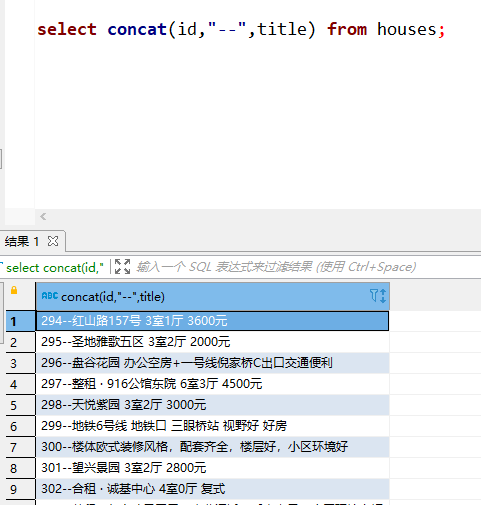 select concat(id,"--",title) from houses;
结果 1
select concat(id,"
输入一个 SQL 表达式来过滤结果 (使用 Ctrl+Space)
ABC concat(id,"--",title)
1 294--红山路157号 3室1厅 3600元
2 295--圣地雅歌五区 3室2厅 2000元
3 296--盘谷花园 办公空房+一号线倪家桥C出口交通便利
4 297--整租 · 916公馆东院 6室3厅 4500元
5 298--天悦紫园 3室2厅 3000元
6 299--地铁6号线 地铁口 三眼桥站 视野好 好房
7 300--楼体欧式装修风格，配套齐全，楼层好，小区环境好
8 301--望兴景园 3室2厅 2800元
9 302--合租 · 诚基中心 4室0厅 复式